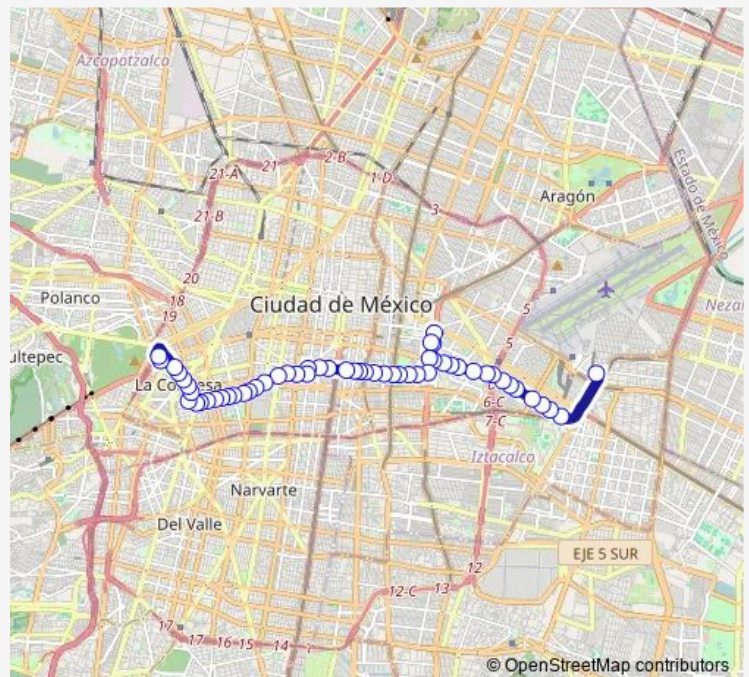 Azcapotzalco
2-B
21-A
21
1-D
Aragón
Estado de México
3
21-B
20
Polanco
18
19
Ciudad de México
5
Neza
5
ultepec
La Condesa
6-C
7-C
Iztacalco
Narvarte
Del Valle
EJE 5 SUR
12
12-C
13
17
17
16
15
14
© OpenStreetMap contributors